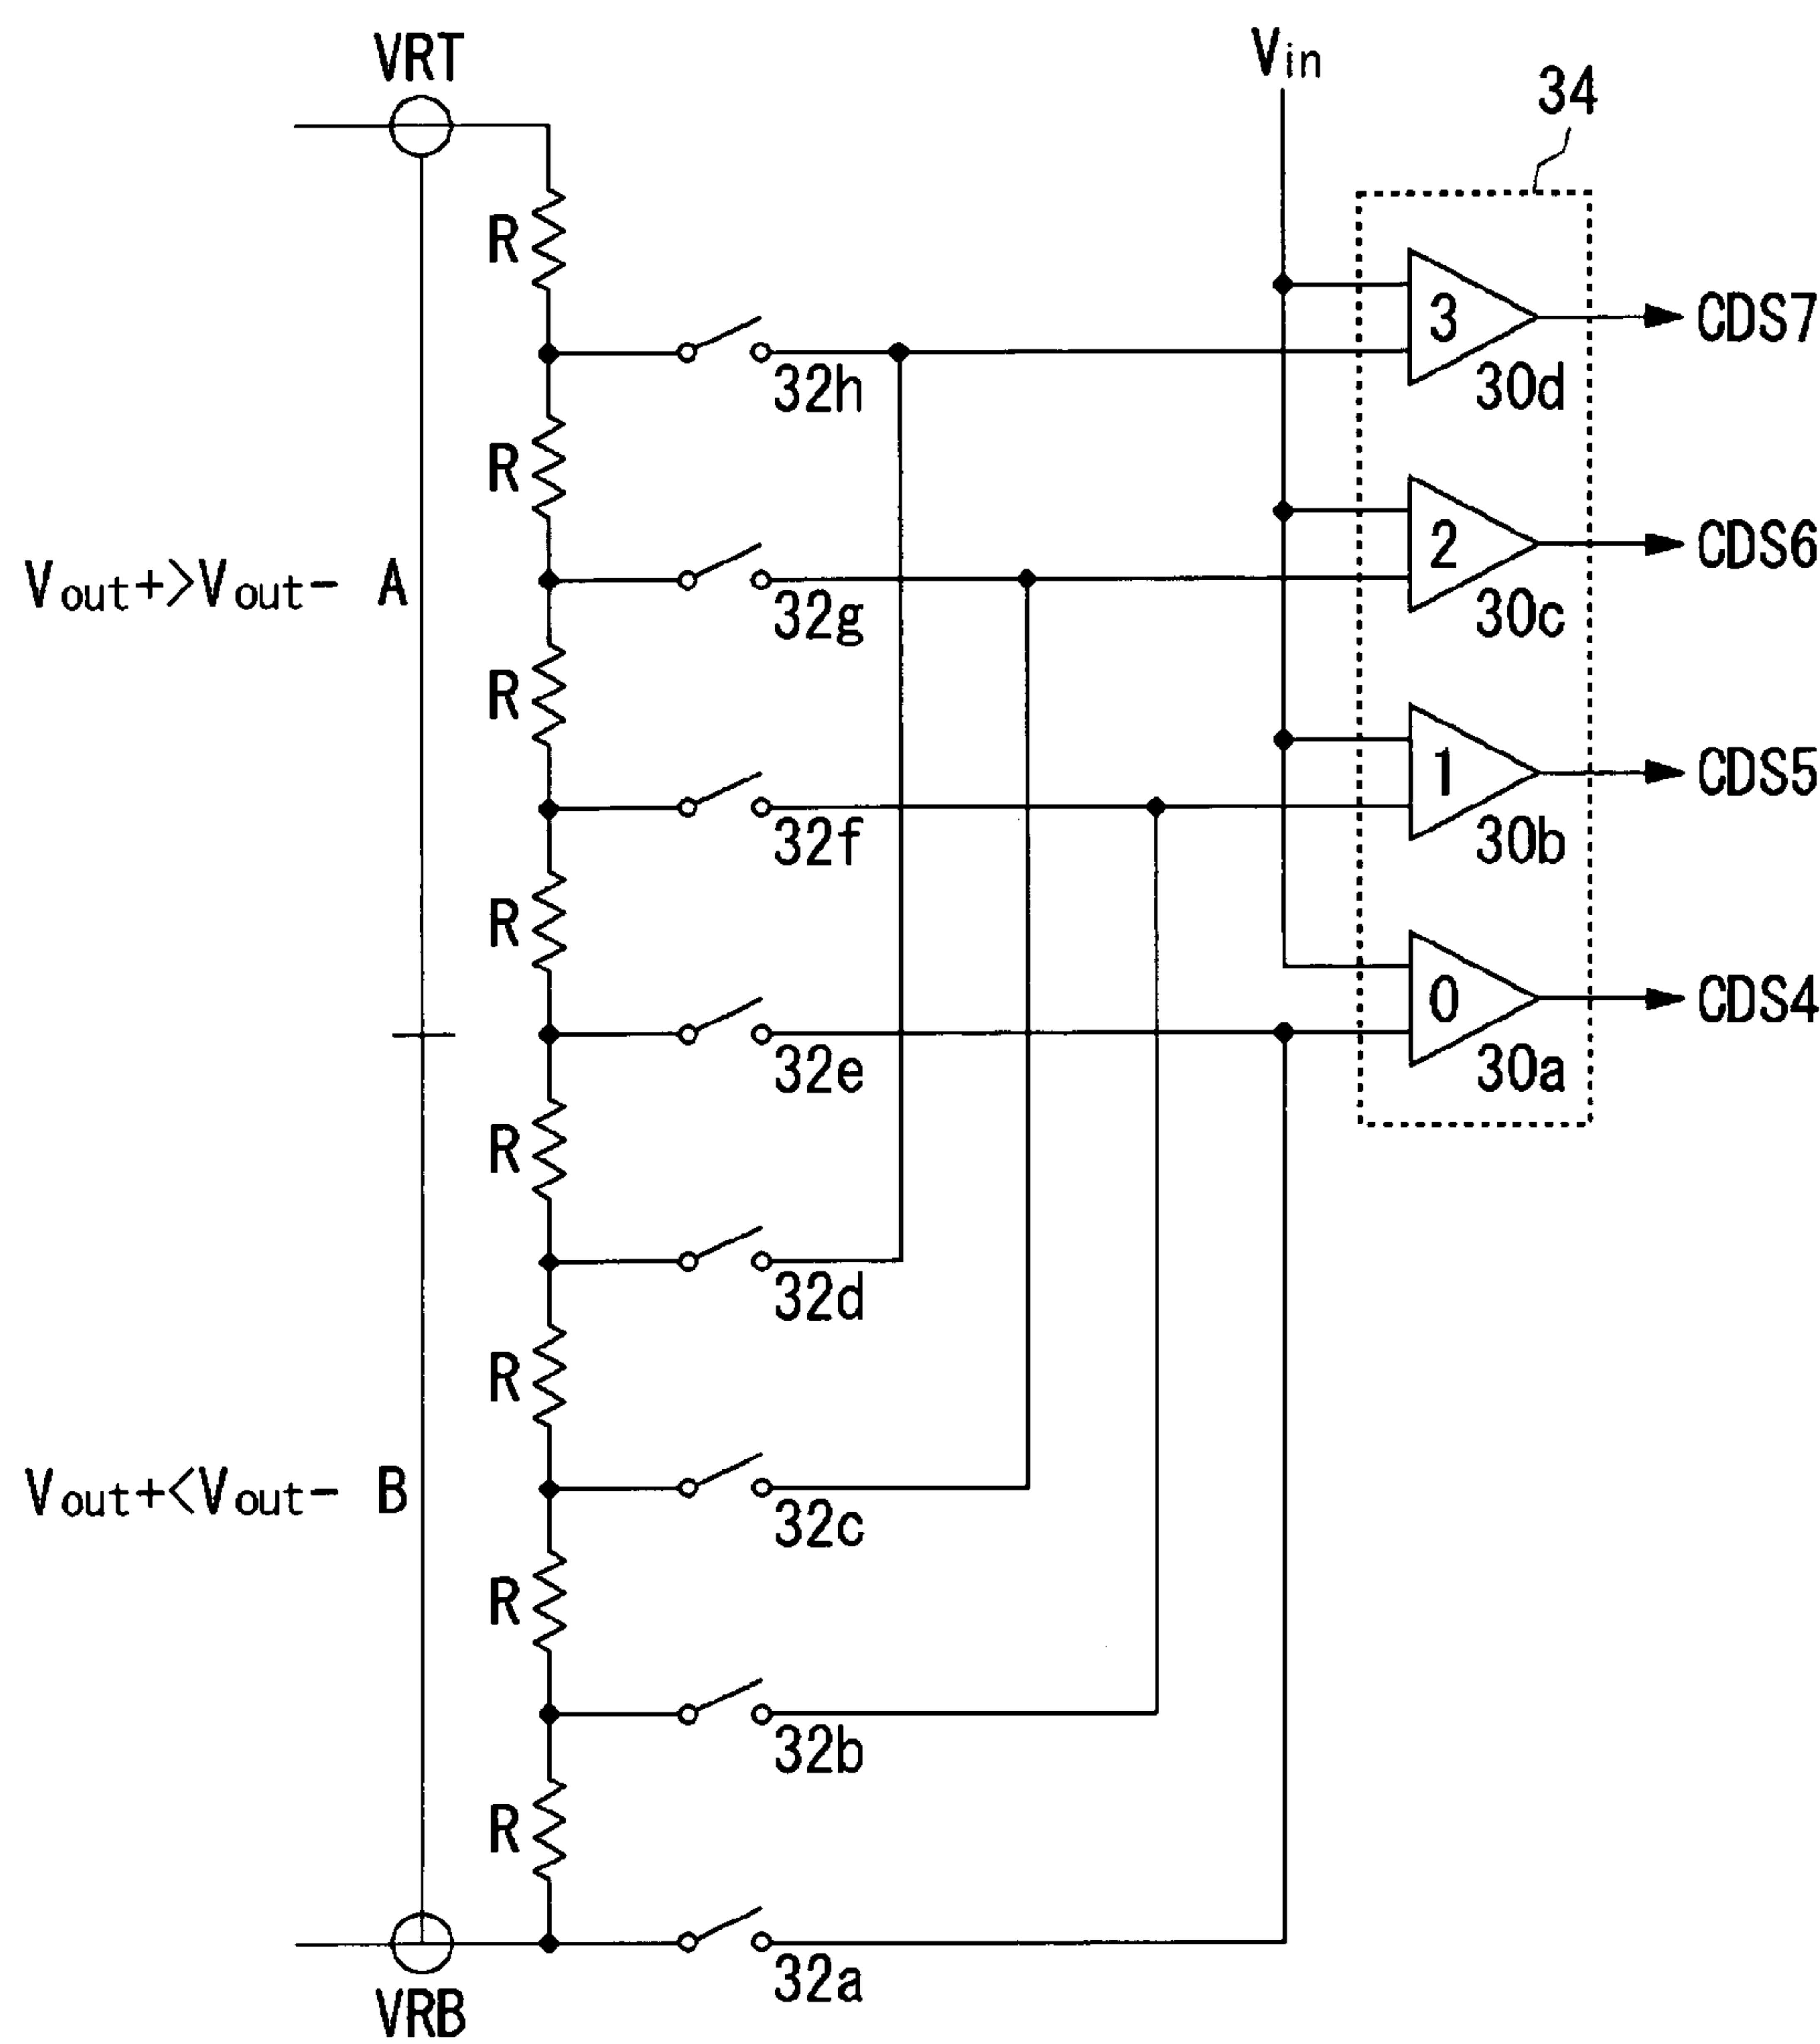 VRT
Vin
34
R
3
CDS7
32h
30d
R
2
CDS6
Vout+>Vout- A
32g
30c
R
1
CDS5
32f
30b
R
0
CDS4
32e
30a
R
32d
R
Vout+<Vout- B
32c
R
32b
R
32a
VRB